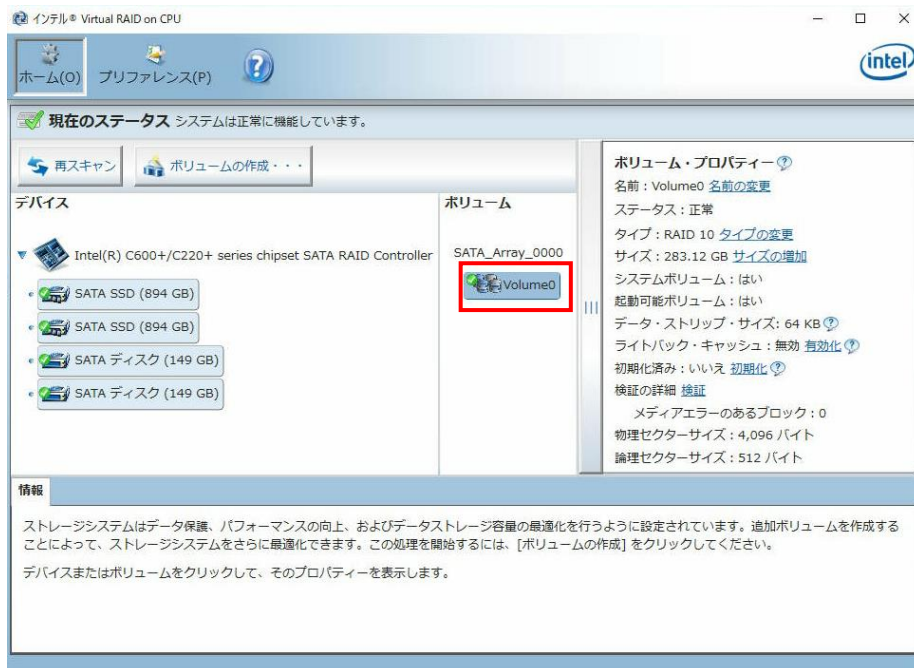 インテル® Virtual RAID on CPU
ホーム(O)
プリファレンス(P)
intel
現在のステータス システムは正常に機能しています。
再スキャン
ボリュームの作成・・・
デバイス
Intel(R) C600+/C220+ series chipset SATA RAID Controller
SATA SSD (894 GB)
SATA SSD (894 GB)
SATA ディスク (149 GB)
SATA ディスク (149 GB)
ボリューム
SATA_Array_0000
Volume0
ボリューム・プロパティー
名前：Volume0 名前の変更
ステータス：正常
タイプ：RAID 10 タイプの変更
サイズ：283.12 GB サイズの増加
システムボリューム：はい
起動可能ボリューム：はい
データ・ストリップ・サイズ: 64 KB
ライトバック・キャッシュ：無効 有効化
初期化済み：いいえ 初期化
検証の詳細 検証
メディアエラーのあるブロック：0
物理セクターサイズ：4,096 バイト
論理セクターサイズ：512 バイト
情報
ストレージシステムはデータ保護、パフォーマンスの向上、およびデータストレージ容量の最適化を行うように設定されています。追加ボリュームを作成する
ことによって、ストレージシステムをさらに最適化できます。この処理を開始するには、[ボリュームの作成] をクリックしてください。
デバイスまたはボリュームをクリックして、そのプロパティーを表示します。